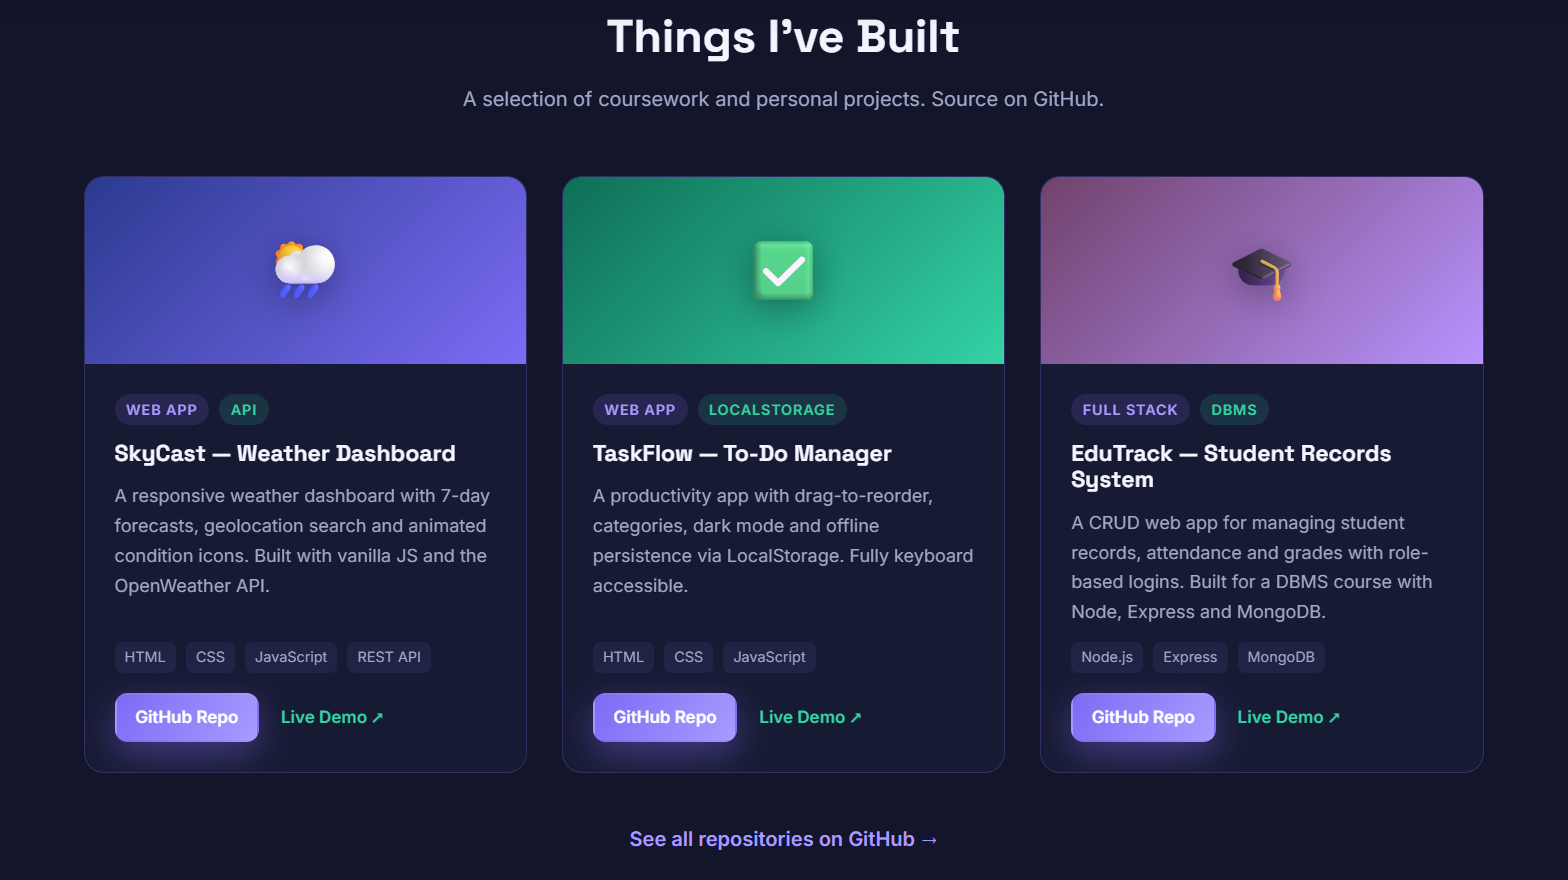 Things I’ve Built
A selection of coursework and personal projects. Source on GitHub.
WEB APP API
SkyCast — Weather Dashboard
A responsive weather dashboard with 7-day
forecasts, geolocation search and animated
condition icons. Built with vanilla JS and the
OpenWeather API.
HTML CSS JavaScript REST API
GitHub Repo Live Demo ↗
WEB APP LOCALSTORAGE
TaskFlow — To-Do Manager
A productivity app with drag-to-reorder,
categories, dark mode and offline
persistence via LocalStorage. Fully keyboard
accessible.
HTML CSS JavaScript
GitHub Repo Live Demo ↗
FULL STACK DBMS
EduTrack — Student Records
System
A CRUD web app for managing student
records, attendance and grades with role-
based logins. Built for a DBMS course with
Node, Express and MongoDB.
Node.js Express MongoDB
GitHub Repo Live Demo ↗
See all repositories on GitHub →